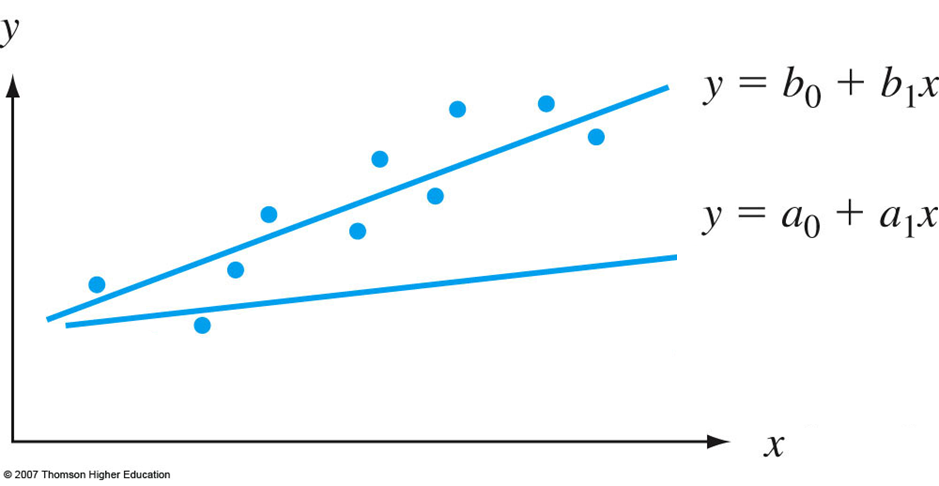 y
y = b₀ + b₁x
y = a₀ + a₁x
x
© 2007 Thomson Higher Education